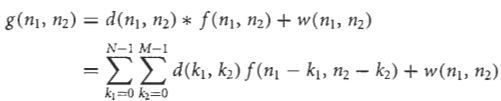 g(n₁, n₂) = d(n₁, n₂) * f(n₁, n₂) + w(n₁, n₂)
= ∑_{k₁=0}^{N−1} ∑_{k₂=0}^{M−1} d(k₁, k₂) f(n₁ − k₁, n₂ − k₂) + w(n₁, n₂)